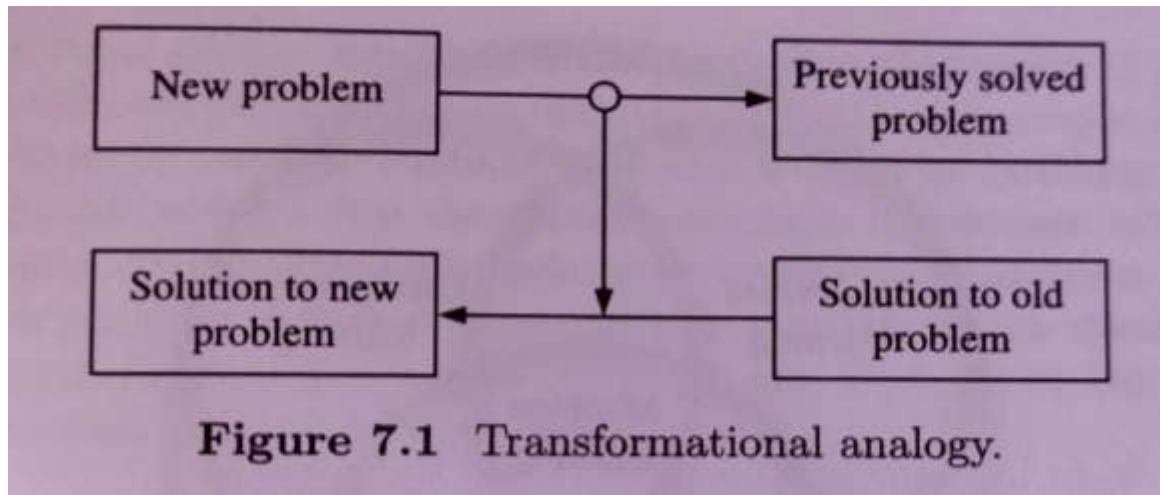 New problem
Previously solved
problem
Solution to new
problem
Solution to old
problem
Figure 7.1 Transformational analogy.